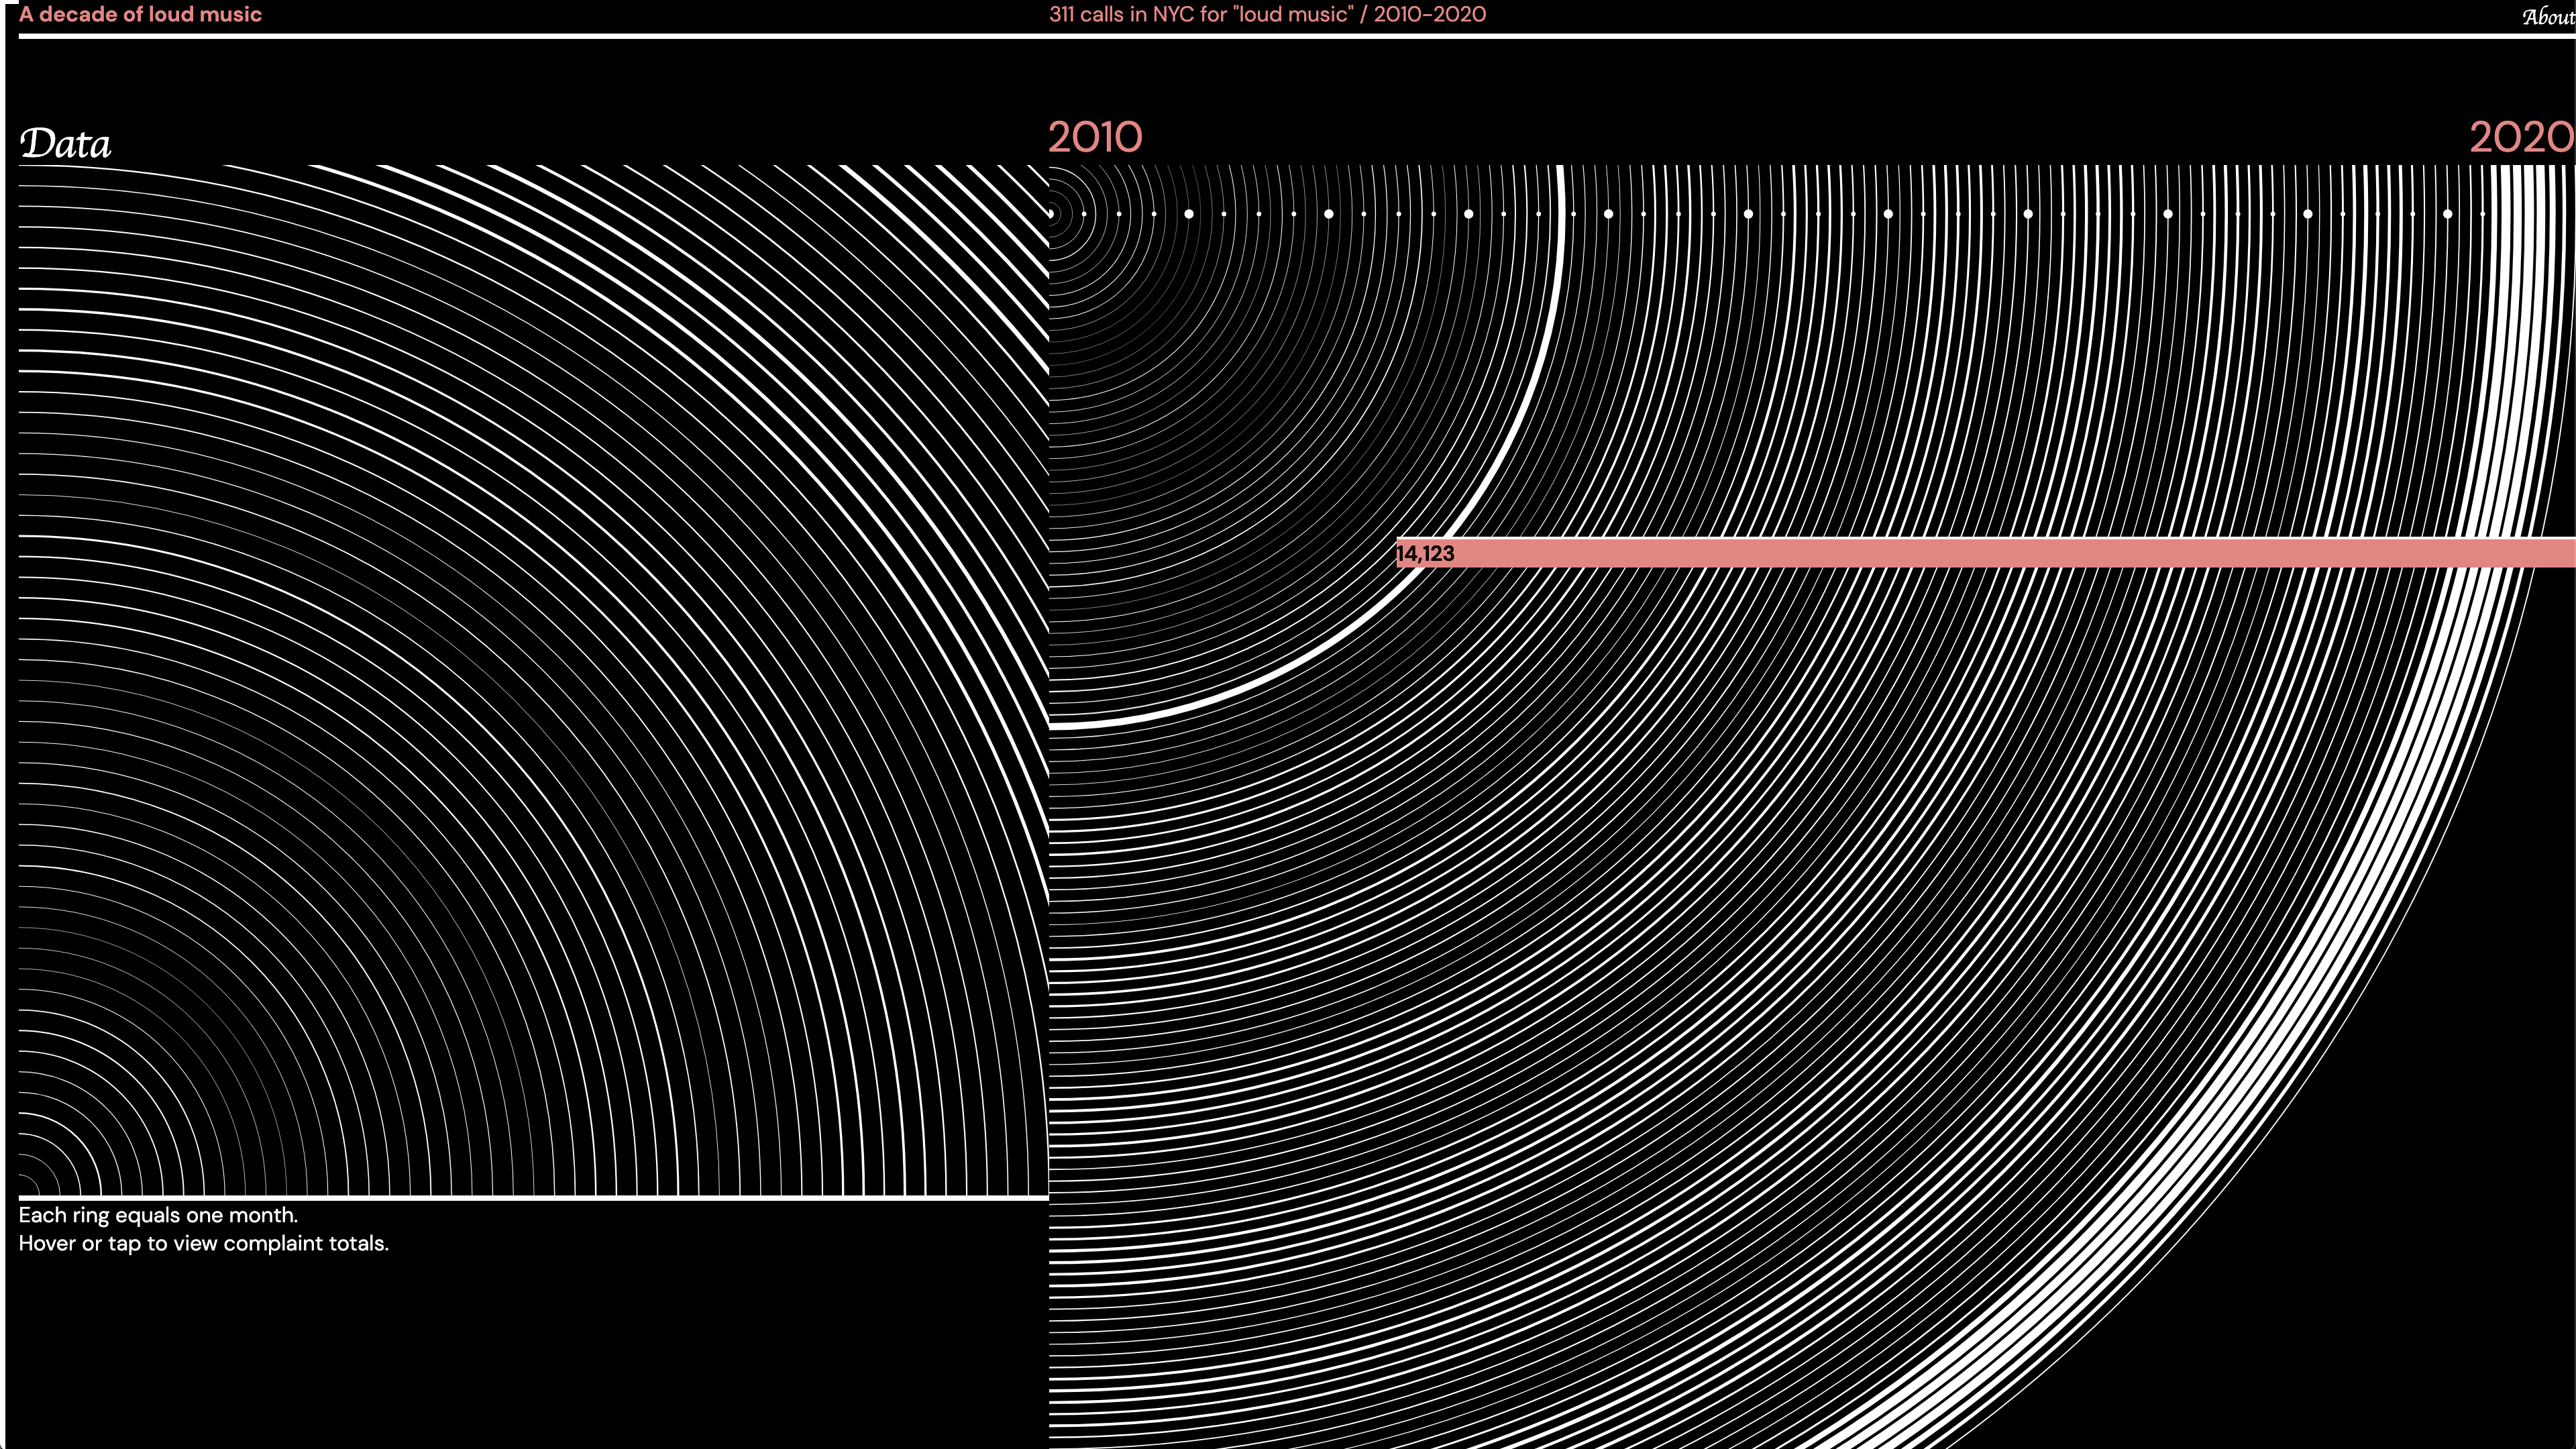 A decade of loud music
311 calls in NYC for "loud music" / 2010-2020
About
Data
2010
2020
14,123
Each ring equals one month.
Hover or tap to view complaint totals.